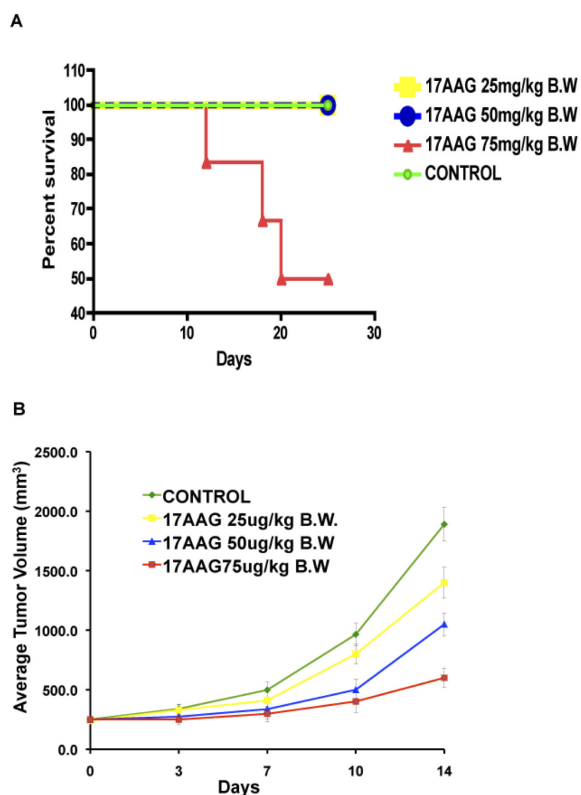 A
110
100
90
80
70
60
50
40
0
10
20
30
Percent survival
Days
17AAG 25mg/kg B.W
17AAG 50mg/kg B.W
17AAG 75mg/kg B.W
CONTROL
B
2500.0
2000.0
1500.0
1000.0
500.0
0.0
0
3
7
10
14
Average Tumor Volume (mm³)
Days
CONTROL
17AAG 25ug/kg B.W.
17AAG 50ug/kg B.W
17AAG75ug/kg B.W